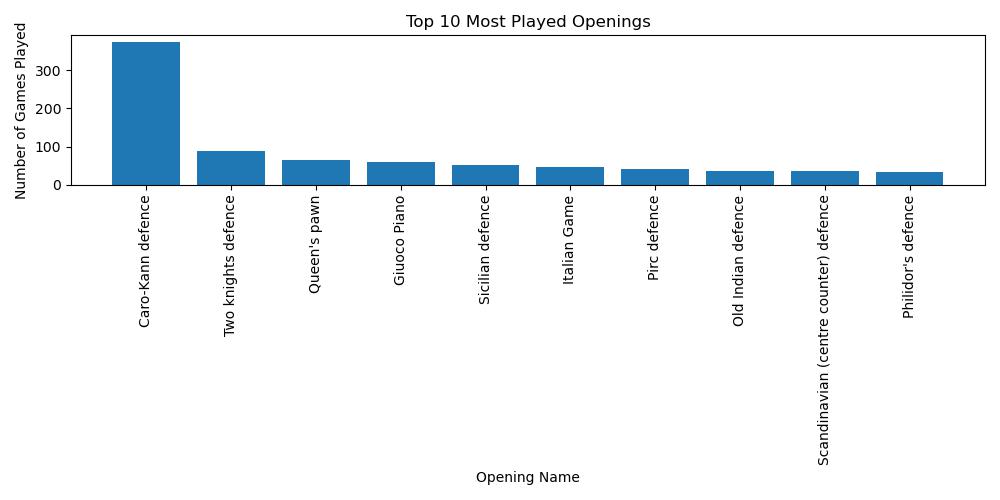 Top 10 Most Played Openings
Number of Games Played
300
200
100
0
Caro-Kann defence
Two knights defence
Queen's pawn
Giuoco Piano
Sicilian defence
Italian Game
Pirc defence
Old Indian defence
Scandinavian (centre counter) defence
Philidor's defence
Opening Name